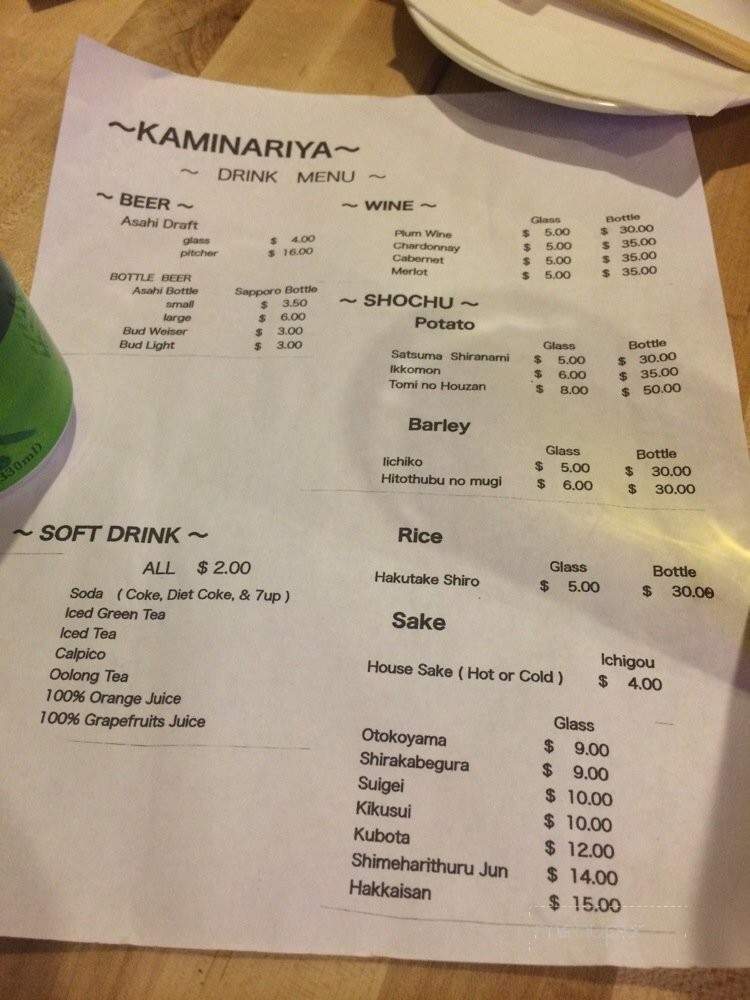 ~KAMINARIYA~
~ DRINK MENU ~
~ BEER ~
Asahi Draft
glass $ 4.00
pitcher $ 16.00
BOTTLE BEER
Asahi Bottle Sapporo Bottle
small $ 3.50
large $ 6.00
Bud Weiser $ 3.00
Bud Light $ 3.00
~ SOFT DRINK ~
ALL $ 2.00
Soda ( Coke, Diet Coke, & 7up )
Iced Green Tea
Iced Tea
Calpico
Oolong Tea
100% Orange Juice
100% Grapefruits Juice
~ WINE ~
Glass Bottle
Plum Wine $ 5.00 $ 30.00
Chardonnay $ 5.00 $ 35.00
Cabernet $ 5.00 $ 35.00
Merlot $ 5.00 $ 35.00
~ SHOCHU ~
Potato
Glass Bottle
Satsuma Shiranami $ 5.00 $ 30.00
Ikkomon $ 6.00 $ 35.00
Tomi no Houzan $ 8.00 $ 50.00
Barley
Glass Bottle
Iichiko $ 5.00 $ 30.00
Hitothubu no mugi $ 6.00 $ 30.00
Rice
Glass Bottle
Hakutake Shiro $ 5.00 $ 30.00
Sake
Ichigou
House Sake ( Hot or Cold ) $ 4.00
Glass
Otokoyama $ 9.00
Shirakabegura $ 9.00
Suigei $ 10.00
Kikusui $ 10.00
Kubota $ 12.00
Shimeharithuru Jun $ 14.00
Hakkaisan $ 15.00
330ml)